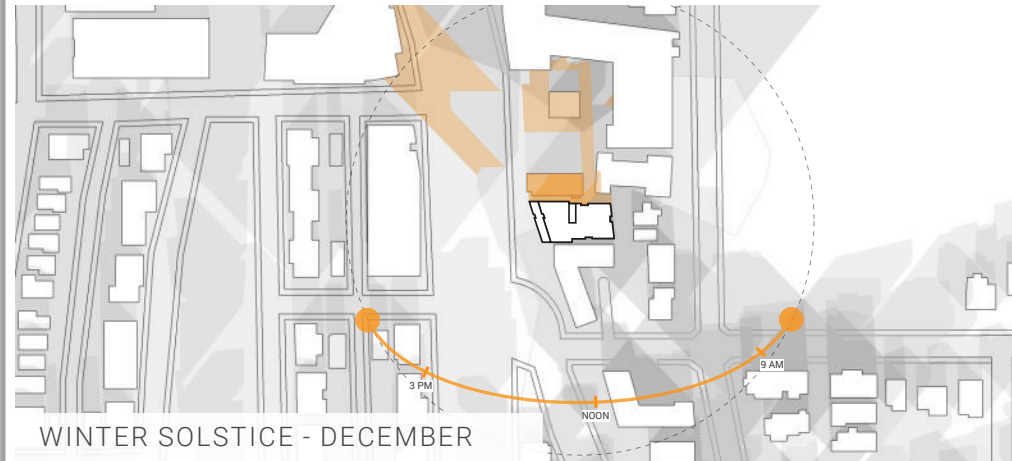 9 AM
3 PM
NOON
WINTER SOLSTICE - DECEMBER